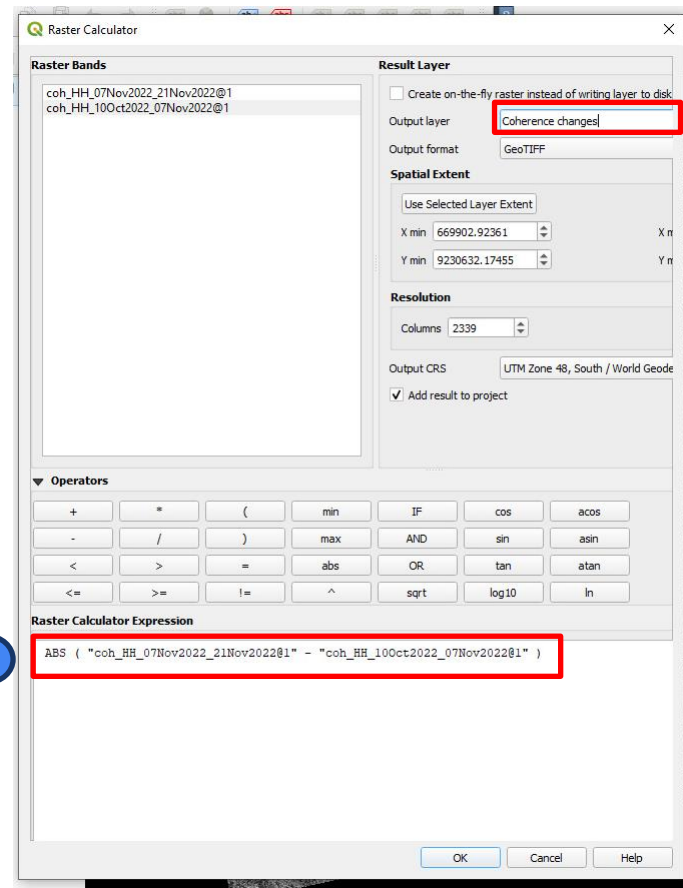 Raster Calculator
Raster Bands
coh_HH_07Nov2022_21Nov2022@1
coh_HH_10Oct2022_07Nov2022@1
Result Layer
Create on-the-fly raster instead of writing layer to disk
Output layer Coherence changes
Output format GeoTIFF
Spatial Extent
Use Selected Layer Extent
X min 669902.92361
Y min 9230632.17455
Resolution
Columns 2339
Output CRS UTM Zone 48, South / World Geode
Add result to project
Operators
+ * ( min IF cos acos
- / ) max AND sin asin
< > = abs OR tan atan
<= >= != ^ sqrt log10 ln
Raster Calculator Expression
ABS ( "coh_HH_07Nov2022_21Nov2022@1" - "coh_HH_10Oct2022_07Nov2022@1" )
OK Cancel Help